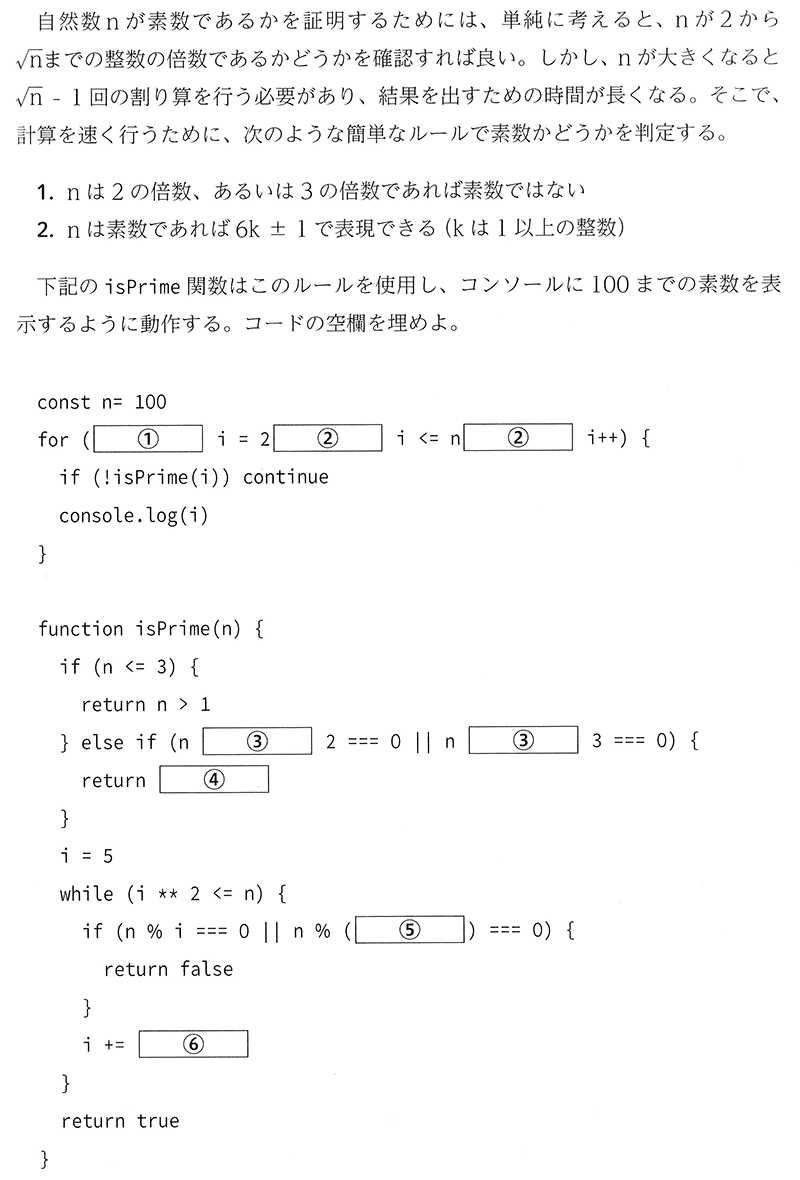 自然数nが素数であるかを証明するためには、単純に考えると、nが2から
√nまでの整数の倍数であるかどうかを確認すれば良い。しかし、nが大きくなると
√n - 1回の割り算を行う必要があり、結果を出すための時間が長くなる。そこで、
計算を速く行うために、次のような簡単なルールで素数かどうかを判定する。
1. nは2の倍数、あるいは3の倍数であれば素数ではない
2. nは素数であれば6k ± 1で表現できる（kは1以上の整数）
下記のisPrime関数はこのルールを使用し、コンソールに100までの素数を表
示するように動作する。コードの空欄を埋めよ。
const n= 100
for ( ① i = 2 ② i <= n ② i++) {
if (!isPrime(i)) continue
console.log(i)
}
function isPrime(n) {
if (n <= 3) {
return n > 1
} else if (n ③ 2 === 0 || n ③ 3 === 0) {
return ④
}
i = 5
while (i ** 2 <= n) {
if (n % i === 0 || n % ( ⑤ ) === 0) {
return false
}
i += ⑥
}
return true
}